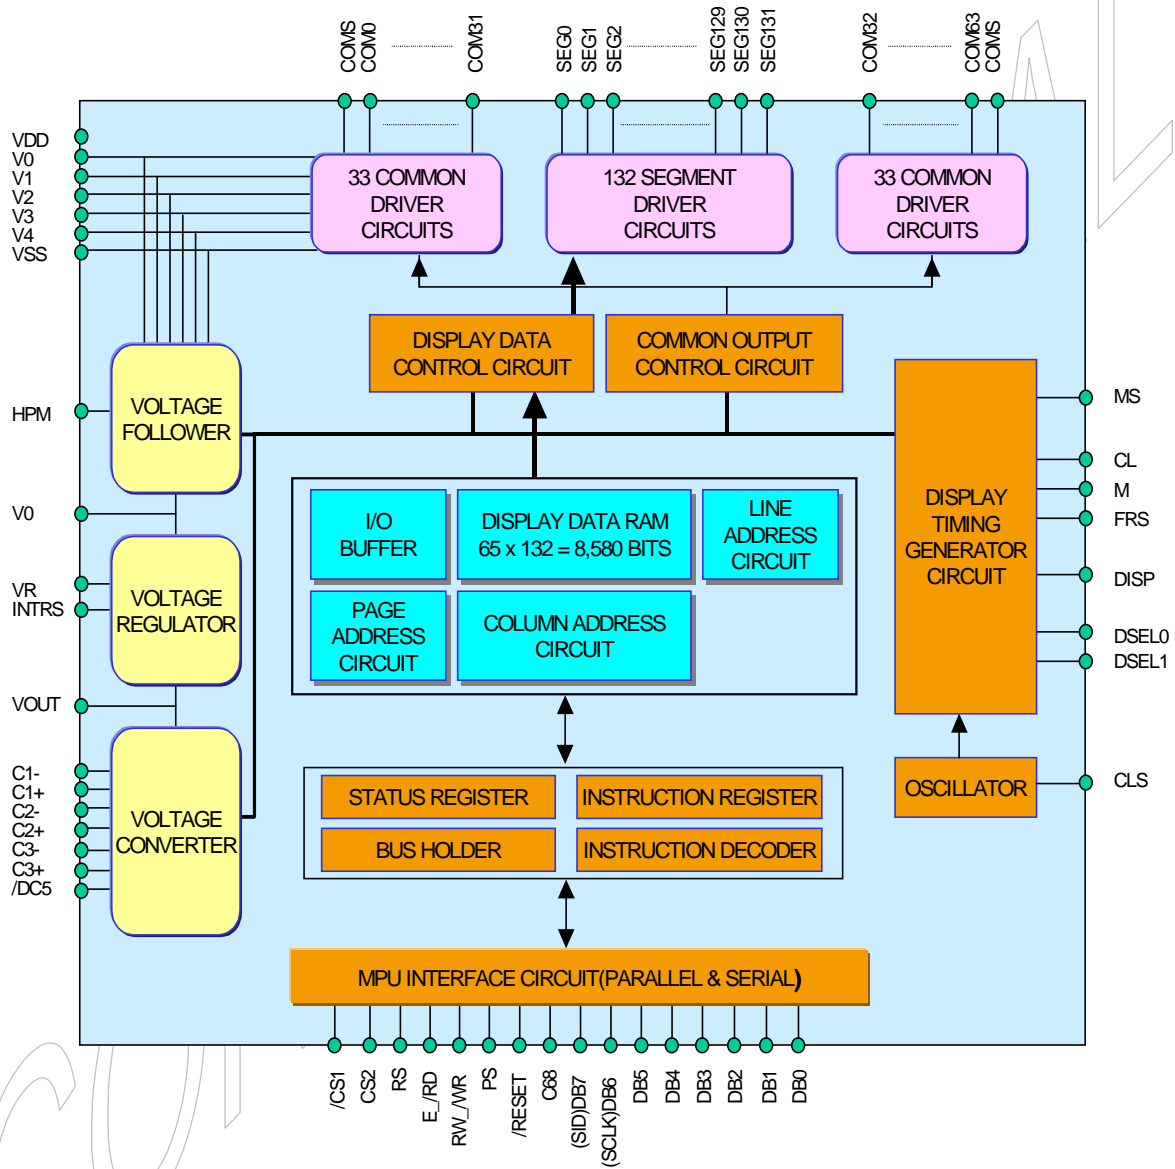 COMS
COM0
COM31
SEG0
SEG1
SEG2
SEG129
SEG130
SEG131
COM32
COM63
COMS
VDD
V0
V1
V2
V3
V4
VSS
33 COMMON
DRIVER
CIRCUITS
132 SEGMENT
DRIVER
CIRCUITS
33 COMMON
DRIVER
CIRCUITS
DISPLAY DATA
CONTROL CIRCUIT
COMMON OUTPUT
CONTROL CIRCUIT
HPM
VOLTAGE
FOLLOWER
V0
VR
INTRS
VOLTAGE
REGULATOR
VOUT
C1-
C1+
C2-
C2+
C3-
C3+
/DC5
VOLTAGE
CONVERTER
I/O
BUFFER
DISPLAY DATA RAM
65 x 132 = 8,580 BITS
LINE
ADDRESS
CIRCUIT
PAGE
ADDRESS
CIRCUIT
COLUMN ADDRESS
CIRCUIT
DISPLAY
TIMING
GENERATOR
CIRCUIT
MS
CL
M
FRS
DISP
DSEL0
DSEL1
OSCILLATOR
CLS
STATUS REGISTER
INSTRUCTION REGISTER
BUS HOLDER
INSTRUCTION DECODER
MPU INTERFACE CIRCUIT(PARALLEL & SERIAL)
/CS1
CS2
RS
E_/RD
RW_/WR
PS
/RESET
C68
(SID)DB7
(SCLK)DB6
DB5
DB4
DB3
DB2
DB1
DB0